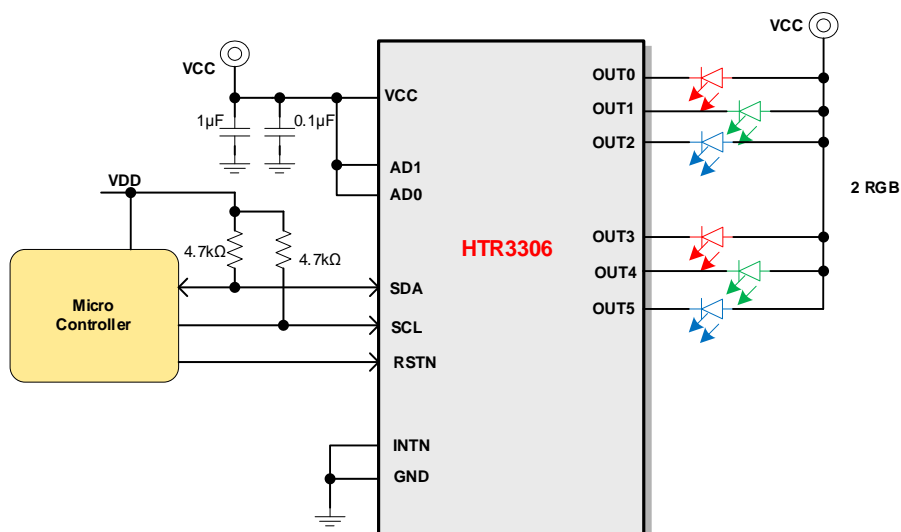 VCC
VCC
1µF
0.1µF
VDD
4.7kΩ
4.7kΩ
Micro
Controller
VCC
AD1
AD0
SDA
SCL
RSTN
INTN
GND
HTR3306
OUT0
OUT1
OUT2
OUT3
OUT4
OUT5
2 RGB